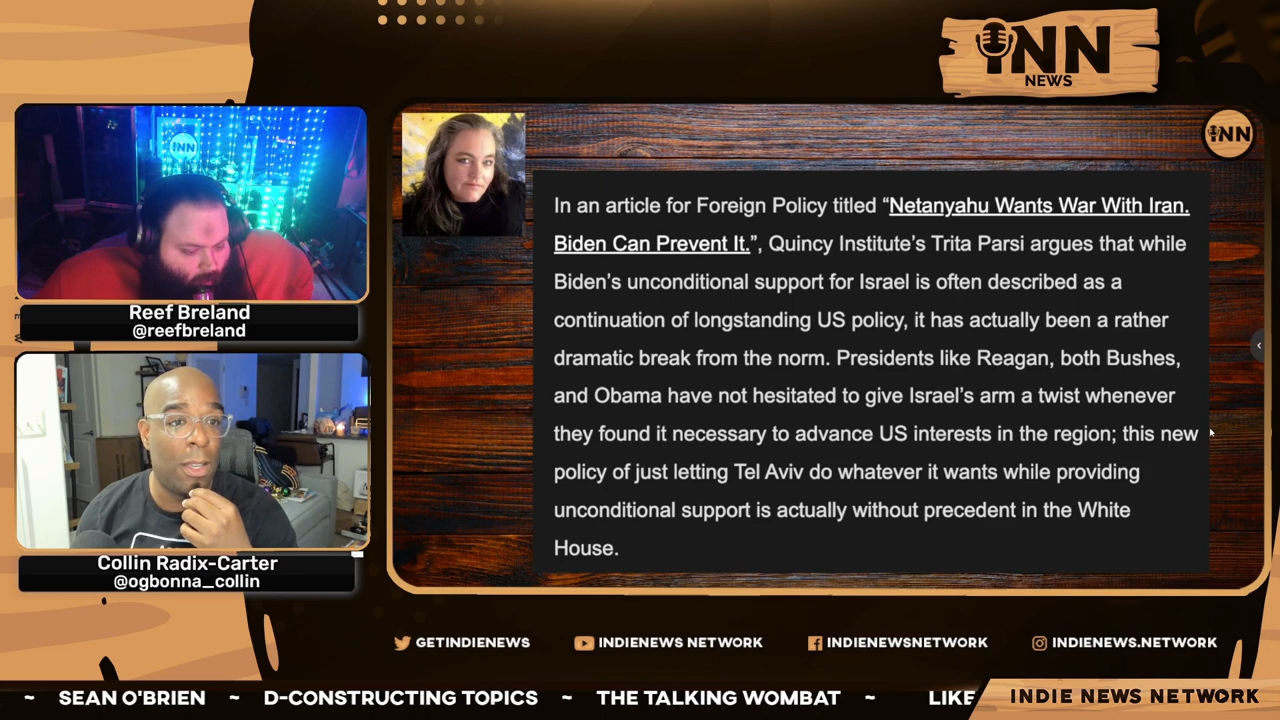 iNN
NEWS
iNN
iNN
In an article for Foreign Policy titled “Netanyahu Wants War With Iran.
Biden Can Prevent It.”, Quincy Institute’s Trita Parsi argues that while
Biden’s unconditional support for Israel is often described as a
continuation of longstanding US policy, it has actually been a rather
dramatic break from the norm. Presidents like Reagan, both Bushes,
and Obama have not hesitated to give Israel’s arm a twist whenever
they found it necessary to advance US interests in the region; this new
policy of just letting Tel Aviv do whatever it wants while providing
unconditional support is actually without precedent in the White
House.
Reef Breland
@reefbreland
Collin Radix-Carter
@ogbonna_collin
GETINDIENEWS
INDIENEWS NETWORK
INDIENEWSNETWORK
INDIENEWS.NETWORK
~ SEAN O'BRIEN ~ D-CONSTRUCTING TOPICS ~ THE TALKING WOMBAT ~ LIKE
INDIE NEWS NETWORK